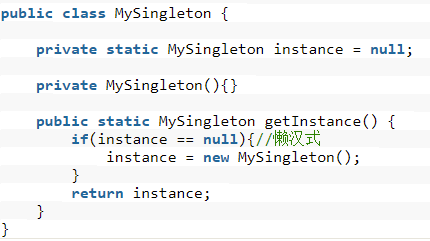 public class MySingleton {
private static MySingleton instance = null;
private MySingleton(){}
public static MySingleton getInstance() {
if(instance == null){//懒汉式
instance = new MySingleton();
}
return instance;
}
}